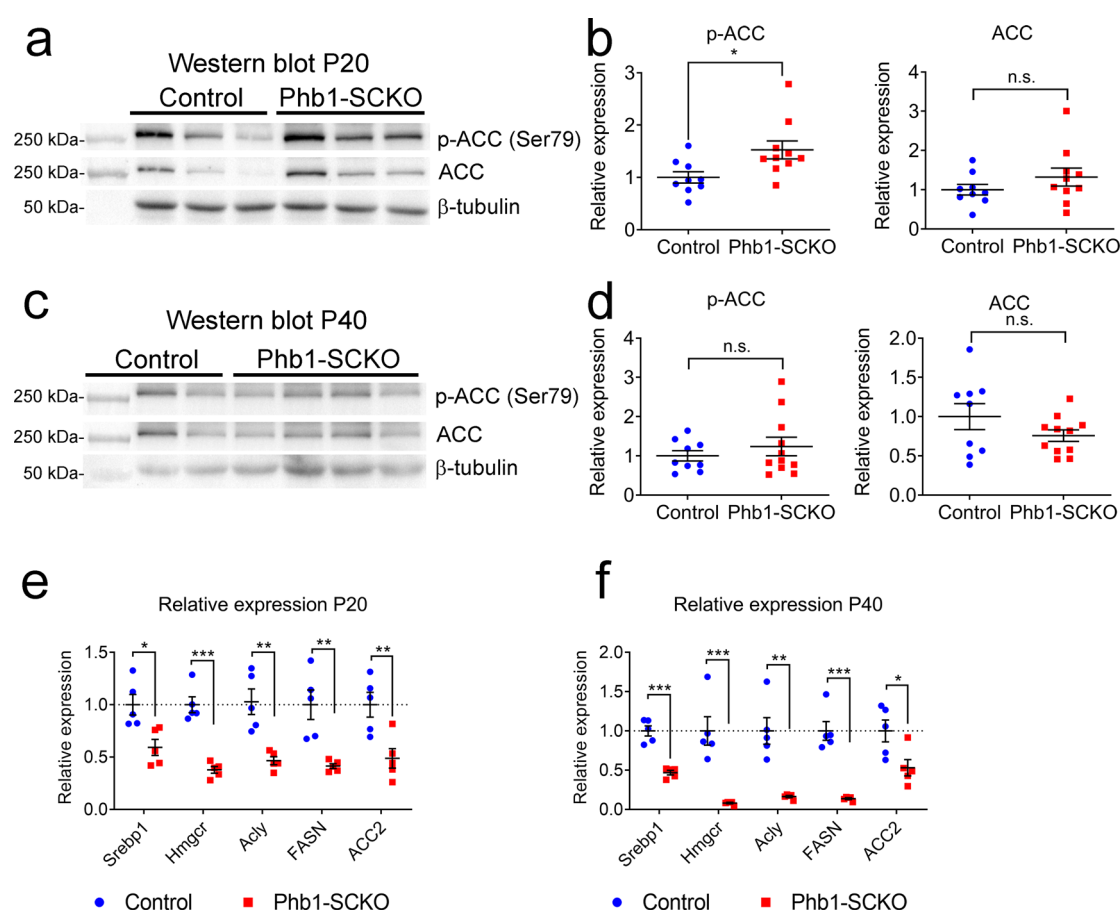 a
Western blot P20
Control Phb1-SCKO
250 kDa- p-ACC (Ser79)
250 kDa- ACC
50 kDa- β-tubulin
b
p-ACC
*
Relative expression
3
2
1
0
Control Phb1-SCKO
ACC
n.s.
Relative expression
4
3
2
1
0
Control Phb1-SCKO
c
Western blot P40
Control Phb1-SCKO
250 kDa- p-ACC (Ser79)
250 kDa- ACC
50 kDa- β-tubulin
d
p-ACC
n.s.
Relative expression
4
3
2
1
0
Control Phb1-SCKO
ACC
n.s.
Relative expression
2.0
1.5
1.0
0.5
0.0
Control Phb1-SCKO
e
Relative expression P20
Relative expression
1.5
1.0
0.5
0.0
* *** ** ** **
Srebp1 Hmgcr Acly FASN ACC2
Control Phb1-SCKO
f
Relative expression P40
Relative expression
2.0
1.5
1.0
0.5
0.0
*** *** ** *** *
Srebp1 Hmgcr Acly FASN ACC2
Control Phb1-SCKO